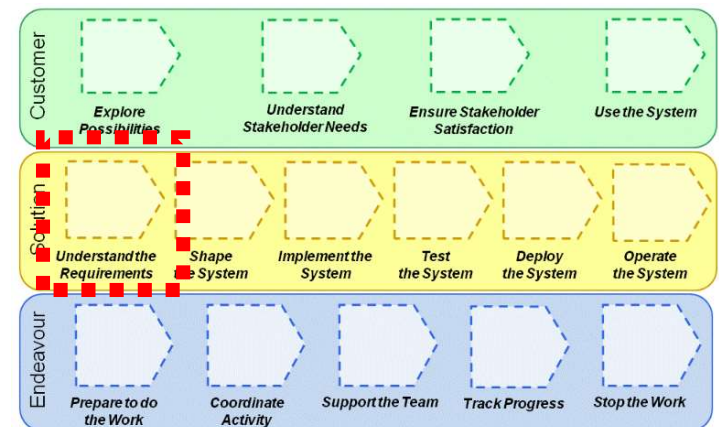 Customer
Explore
Possibilities
Understand
Stakeholder Needs
Ensure Stakeholder
Satisfaction
Use the System
Solution
Understand the
Requirements
Shape
the System
Implement the
System
Test
the System
Deploy
the System
Operate
the System
Endeavour
Prepare to do
the Work
Coordinate
Activity
Support the Team
Track Progress
Stop the Work